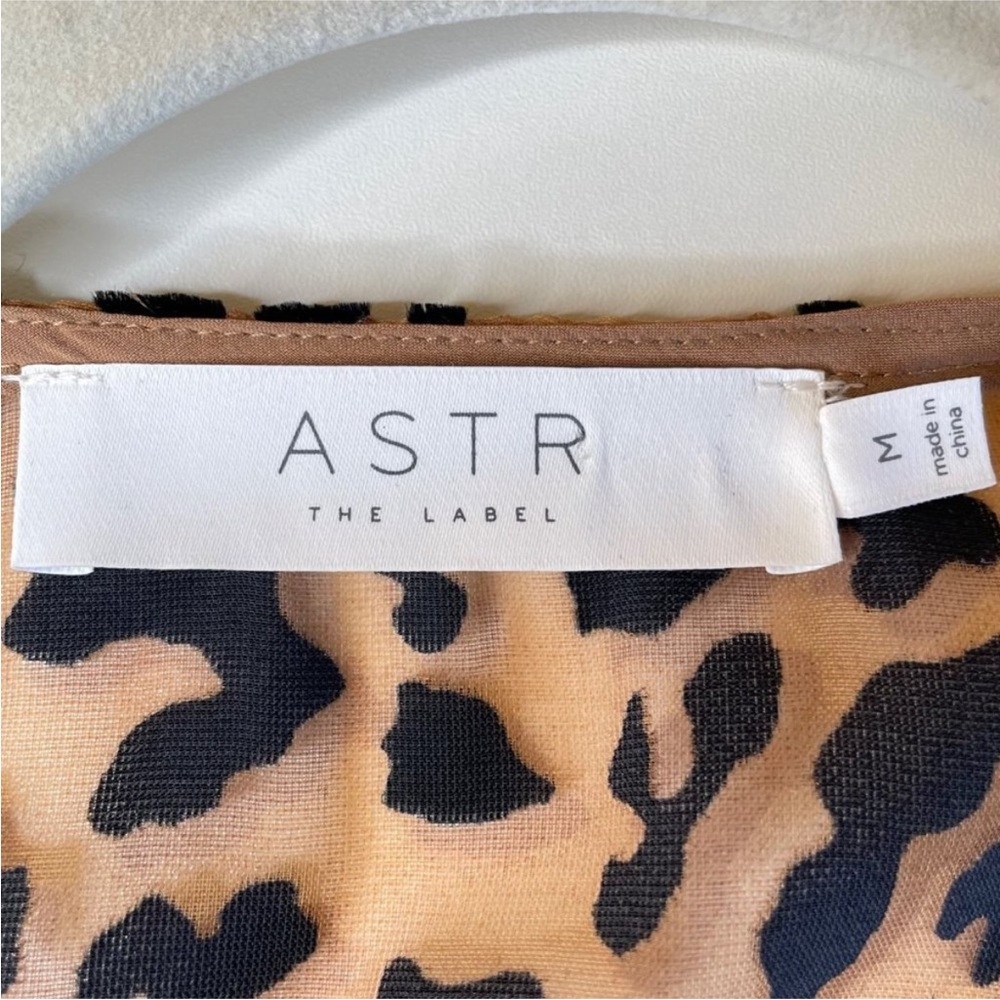 ASTR
THE LABEL
M
made in
china